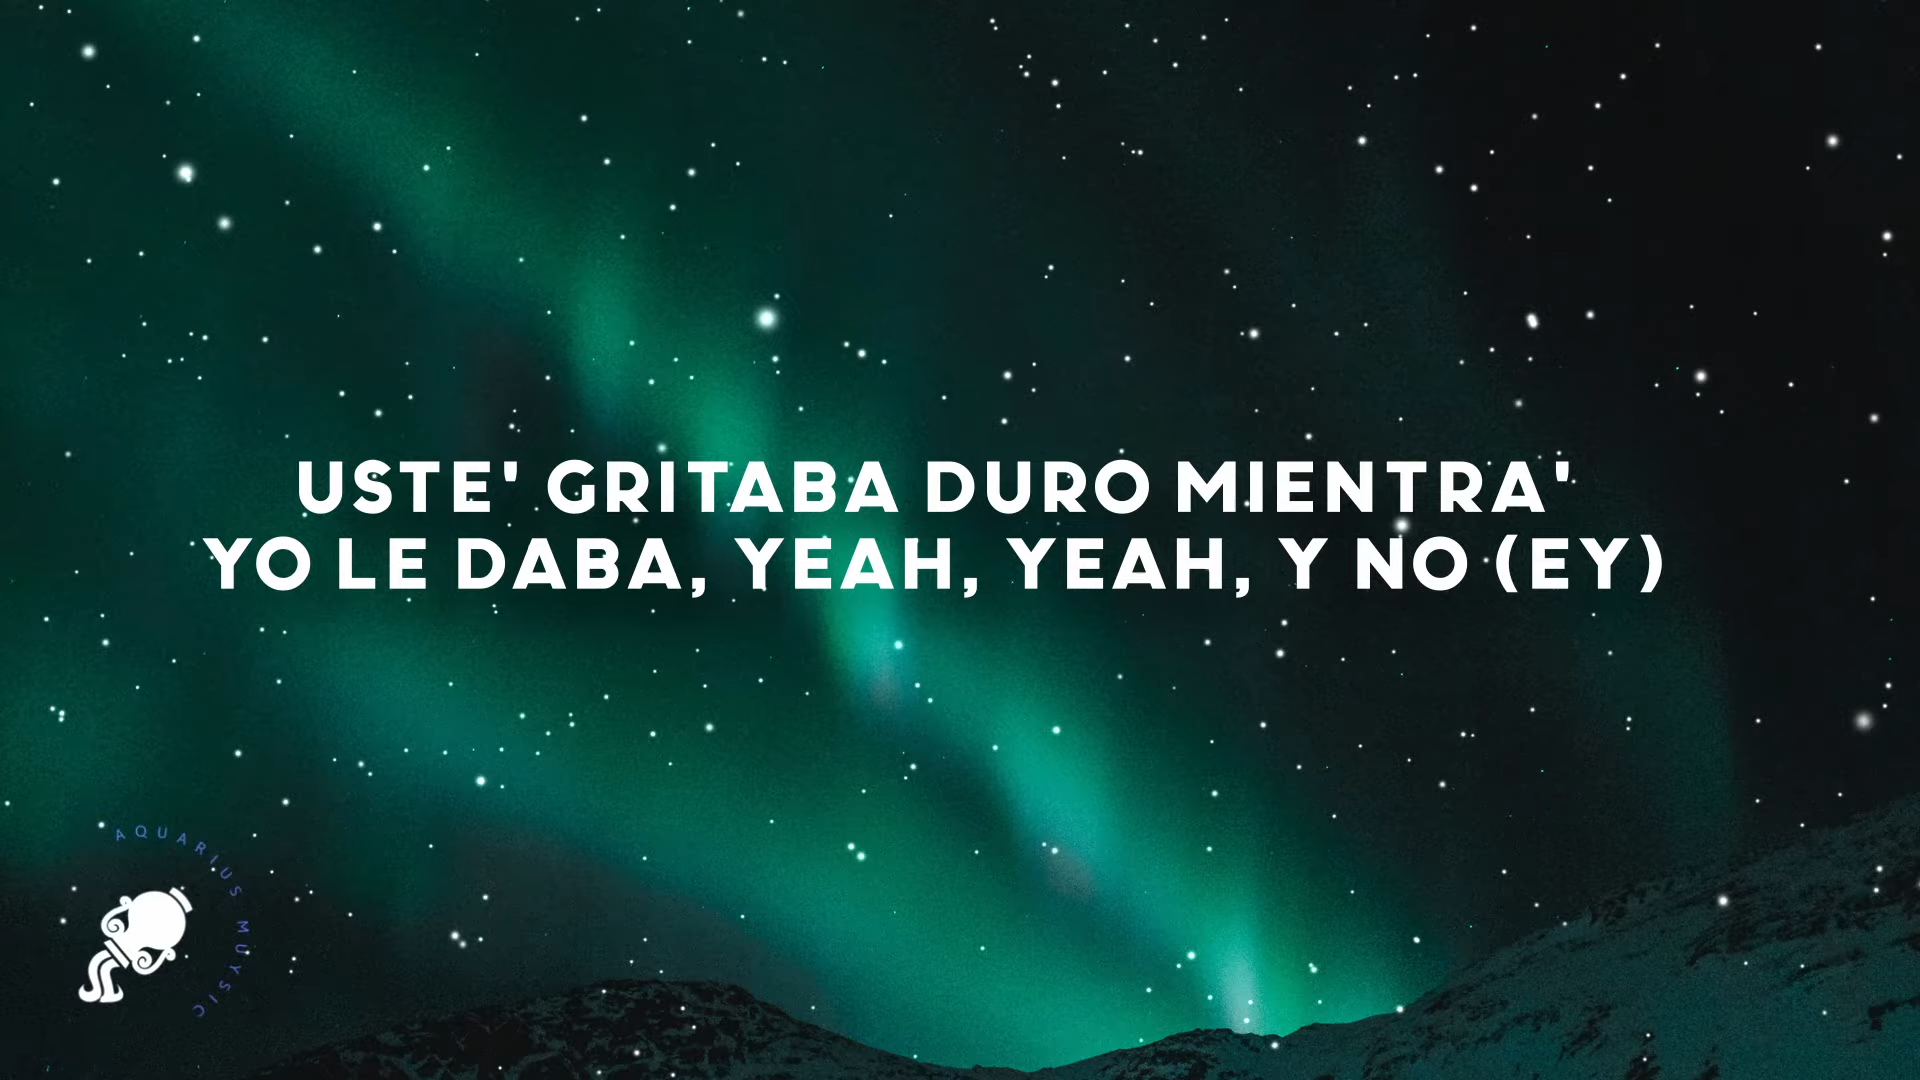 USTE' GRITABA DURO MIENTRA'
YO LE DABA, YEAH, YEAH, Y NO (EY)
AQUARIUS MUYSIC